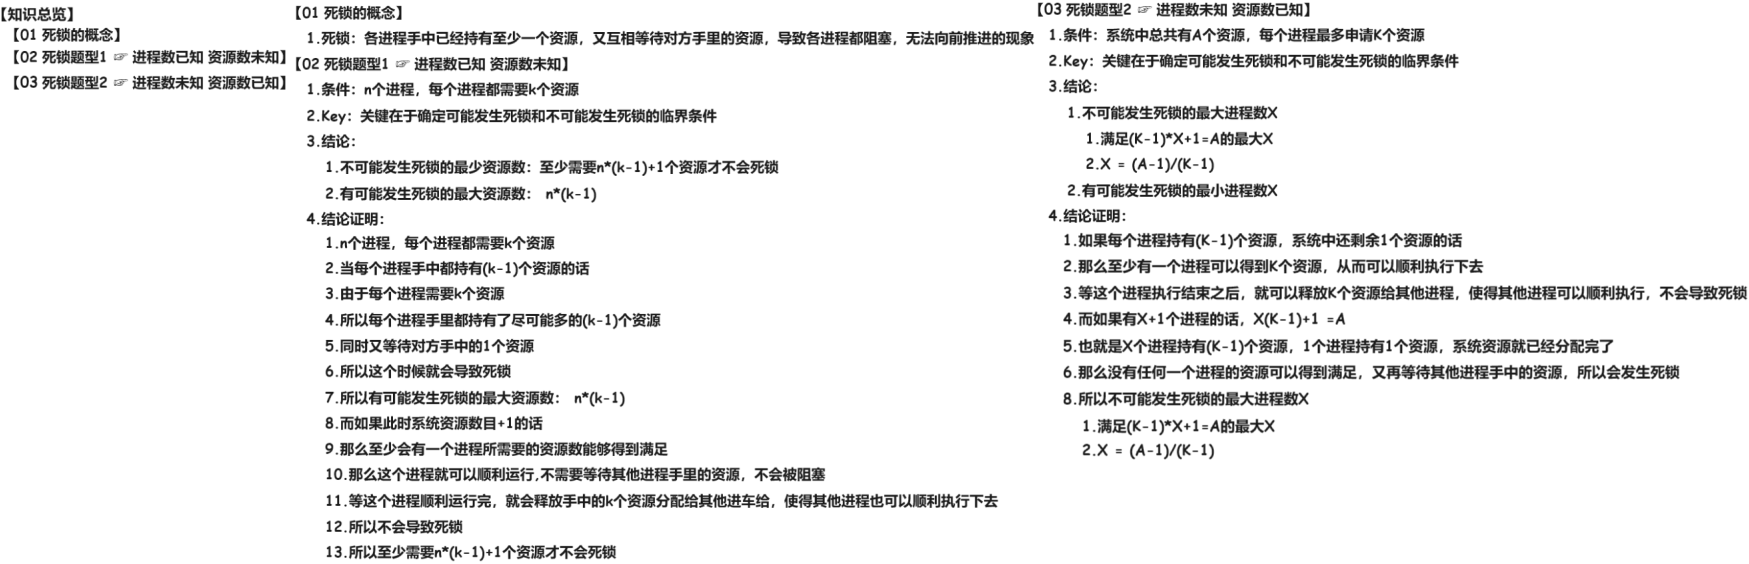 【知识总览】
【01 死锁的概念】
【02 死锁题型1 ☞ 进程数已知 资源数未知】
【03 死锁题型2 ☞ 进程数未知 资源数已知】
【01 死锁的概念】
1.死锁：各进程手中已经持有至少一个资源，又互相等待对方手里的资源，导致各进程都阻塞，无法向前推进的现象
【02 死锁题型1 ☞ 进程数已知 资源数未知】
1.条件：n个进程，每个进程都需要k个资源
2.Key：关键在于确定可能发生死锁和不可能发生死锁的临界条件
3.结论：
1.不可能发生死锁的最少资源数：至少需要n*(k-1)+1个资源才不会死锁
2.有可能发生死锁的最大资源数： n*(k-1)
4.结论证明：
1.n个进程，每个进程都需要k个资源
2.当每个进程手中都持有(k-1)个资源的话
3.由于每个进程需要k个资源
4.所以每个进程手里都持有了尽可能多的(k-1)个资源
5.同时又等待对方手中的1个资源
6.所以这个时候就会导致死锁
7.所以有可能发生死锁的最大资源数： n*(k-1)
8.而如果此时系统资源数目+1的话
9.那么至少会有一个进程所需要的资源数能够得到满足
10.那么这个进程就可以顺利运行,不需要等待其他进程手里的资源，不会被阻塞
11.等这个进程顺利运行完，就会释放手中的k个资源分配给其他进车给，使得其他进程也可以顺利执行下去
12.所以不会导致死锁
13.所以至少需要n*(k-1)+1个资源才不会死锁
【03 死锁题型2 ☞ 进程数未知 资源数已知】
1.条件：系统中总共有A个资源，每个进程最多申请K个资源
2.Key：关键在于确定可能发生死锁和不可能发生死锁的临界条件
3.结论：
1.不可能发生死锁的最大进程数X
1.满足(K-1)*X+1=A的最大X
2.X = (A-1)/(K-1)
2.有可能发生死锁的最小进程数X
4.结论证明：
1.如果每个进程持有(K-1)个资源，系统中还剩余1个资源的话
2.那么至少有一个进程可以得到K个资源，从而可以顺利执行下去
3.等这个进程执行结束之后，就可以释放K个资源给其他进程，使得其他进程可以顺利执行，不会导致死锁
4.而如果有X+1个进程的话，X(K-1)+1 =A
5.也就是X个进程持有(K-1)个资源，1个进程持有1个资源，系统资源就已经分配完了
6.那么没有任何一个进程的资源可以得到满足，又再等待其他进程手中的资源，所以会发生死锁
8.所以不可能发生死锁的最大进程数X
1.满足(K-1)*X+1=A的最大X
2.X = (A-1)/(K-1)